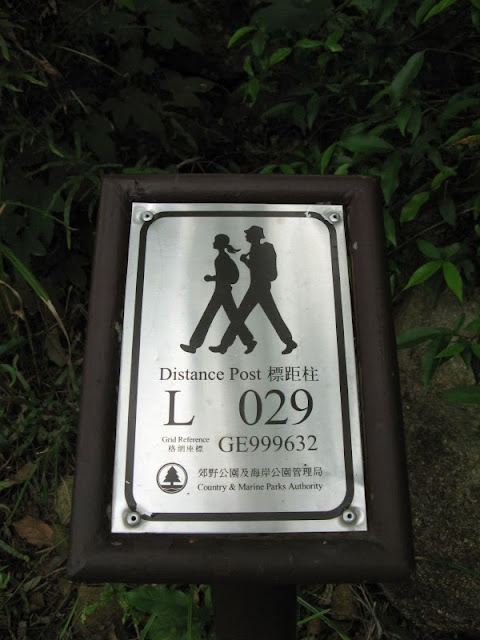 Distance Post 標距柱
L 029
Grid Reference
格網座標 GE999632
郊野公園及海岸公園管理局
Country & Marine Parks Authority